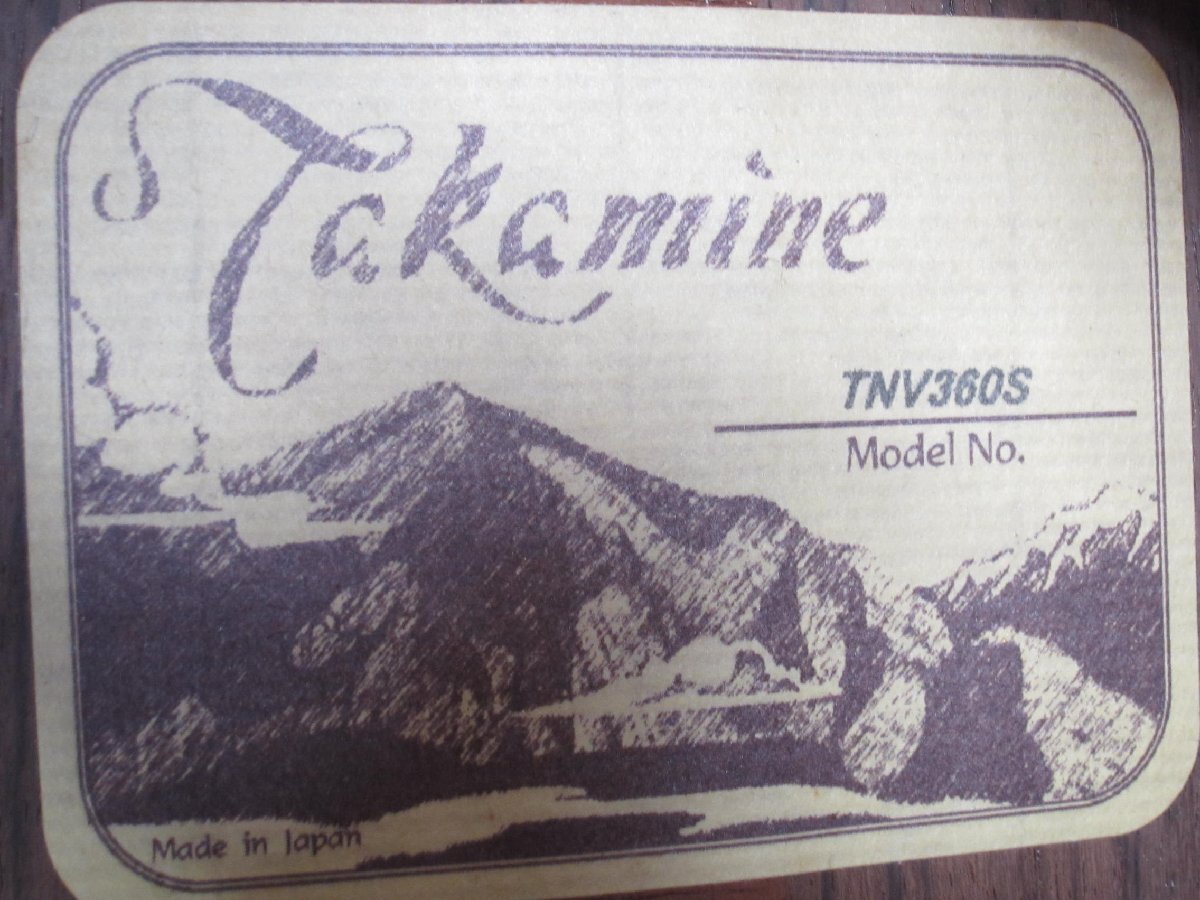 Takamine
TNV360S
Model No.
Made in Japan